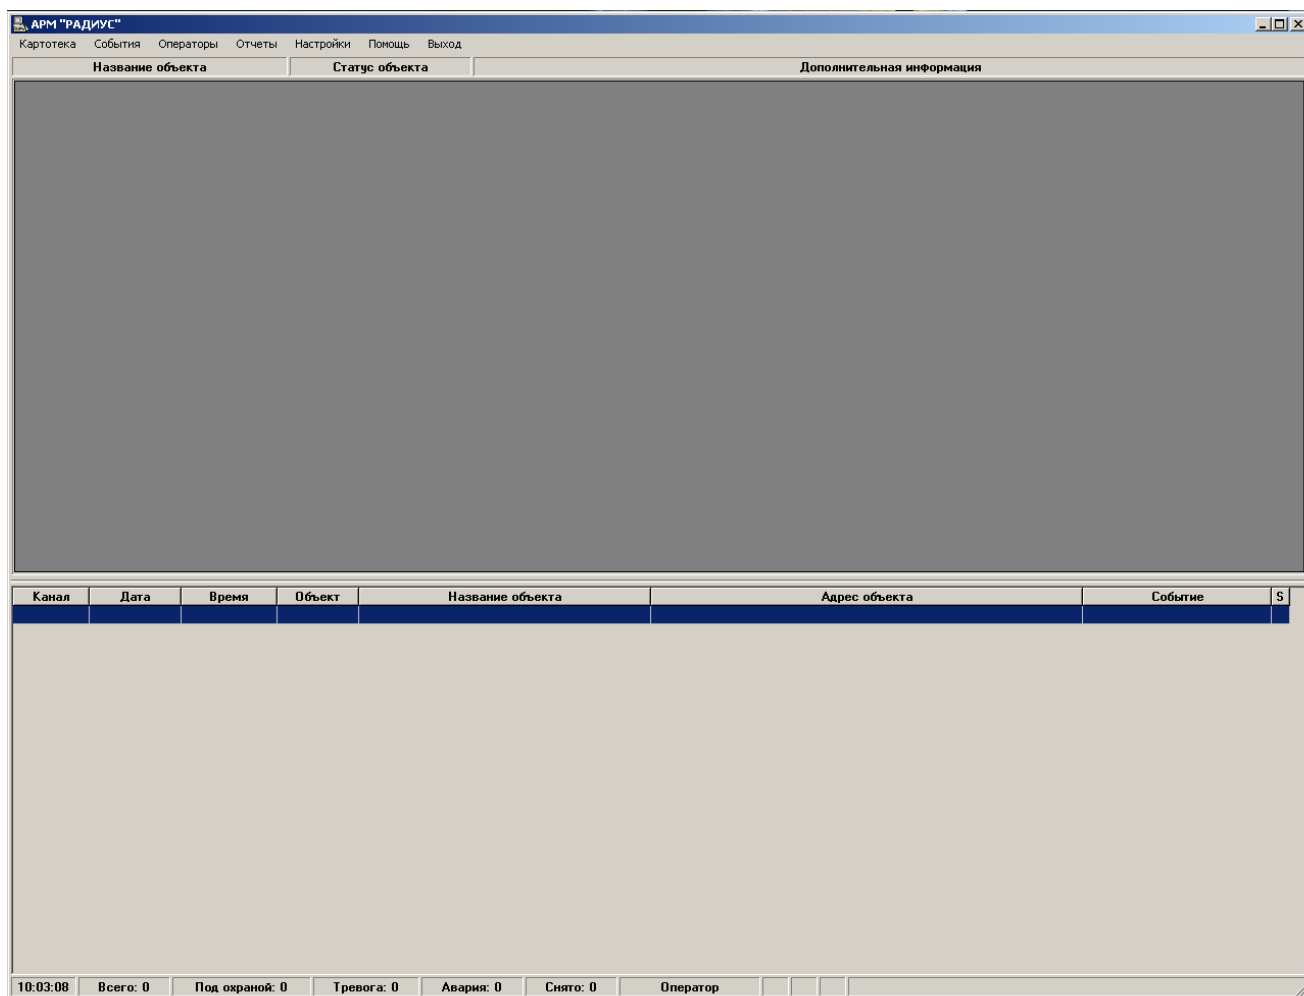 АРМ "РАДИУС"
Картотека События Операторы Отчеты Настройки Помощь Выход
Название объекта Статус объекта Дополнительная информация
Канал Дата Время Объект Название объекта Адрес объекта Событие S
10:03:08 Всего: 0 Под охраной: 0 Тревога: 0 Авария: 0 Снято: 0 Оператор